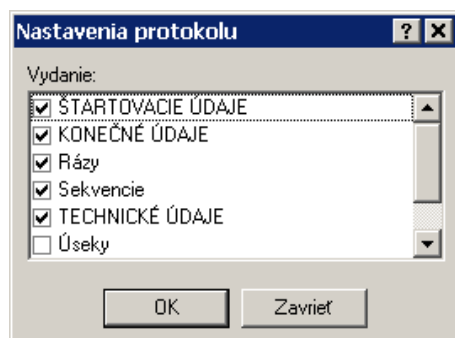 Nastavenia protokolu
Vydanie:
ŠTARTOVACIE ÚDAJE
KONEČNÉ ÚDAJE
Rázy
Sekvencie
TECHNICKÉ ÚDAJE
Úseky
OK Zavrieť